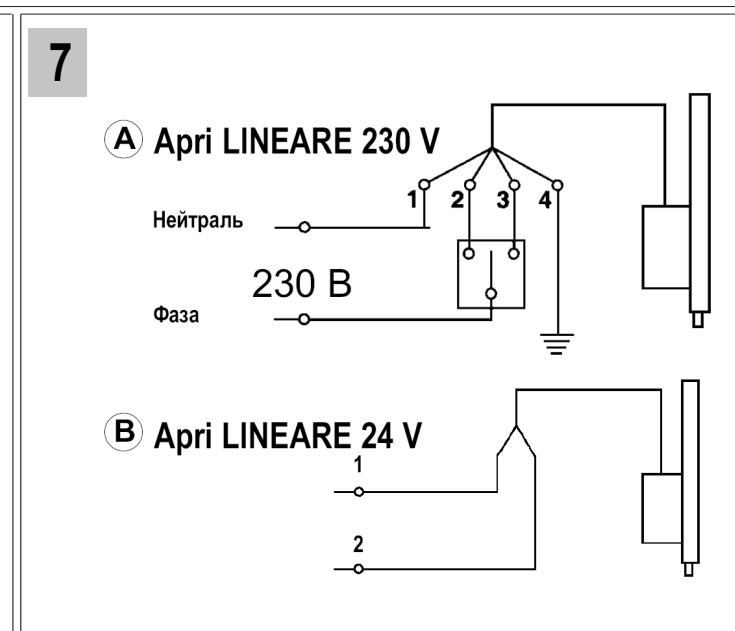 7
A Apri LINEARE 230 V
1 2 3 4
Нейтраль
230 В
Фаза
B Apri LINEARE 24 V
1
2